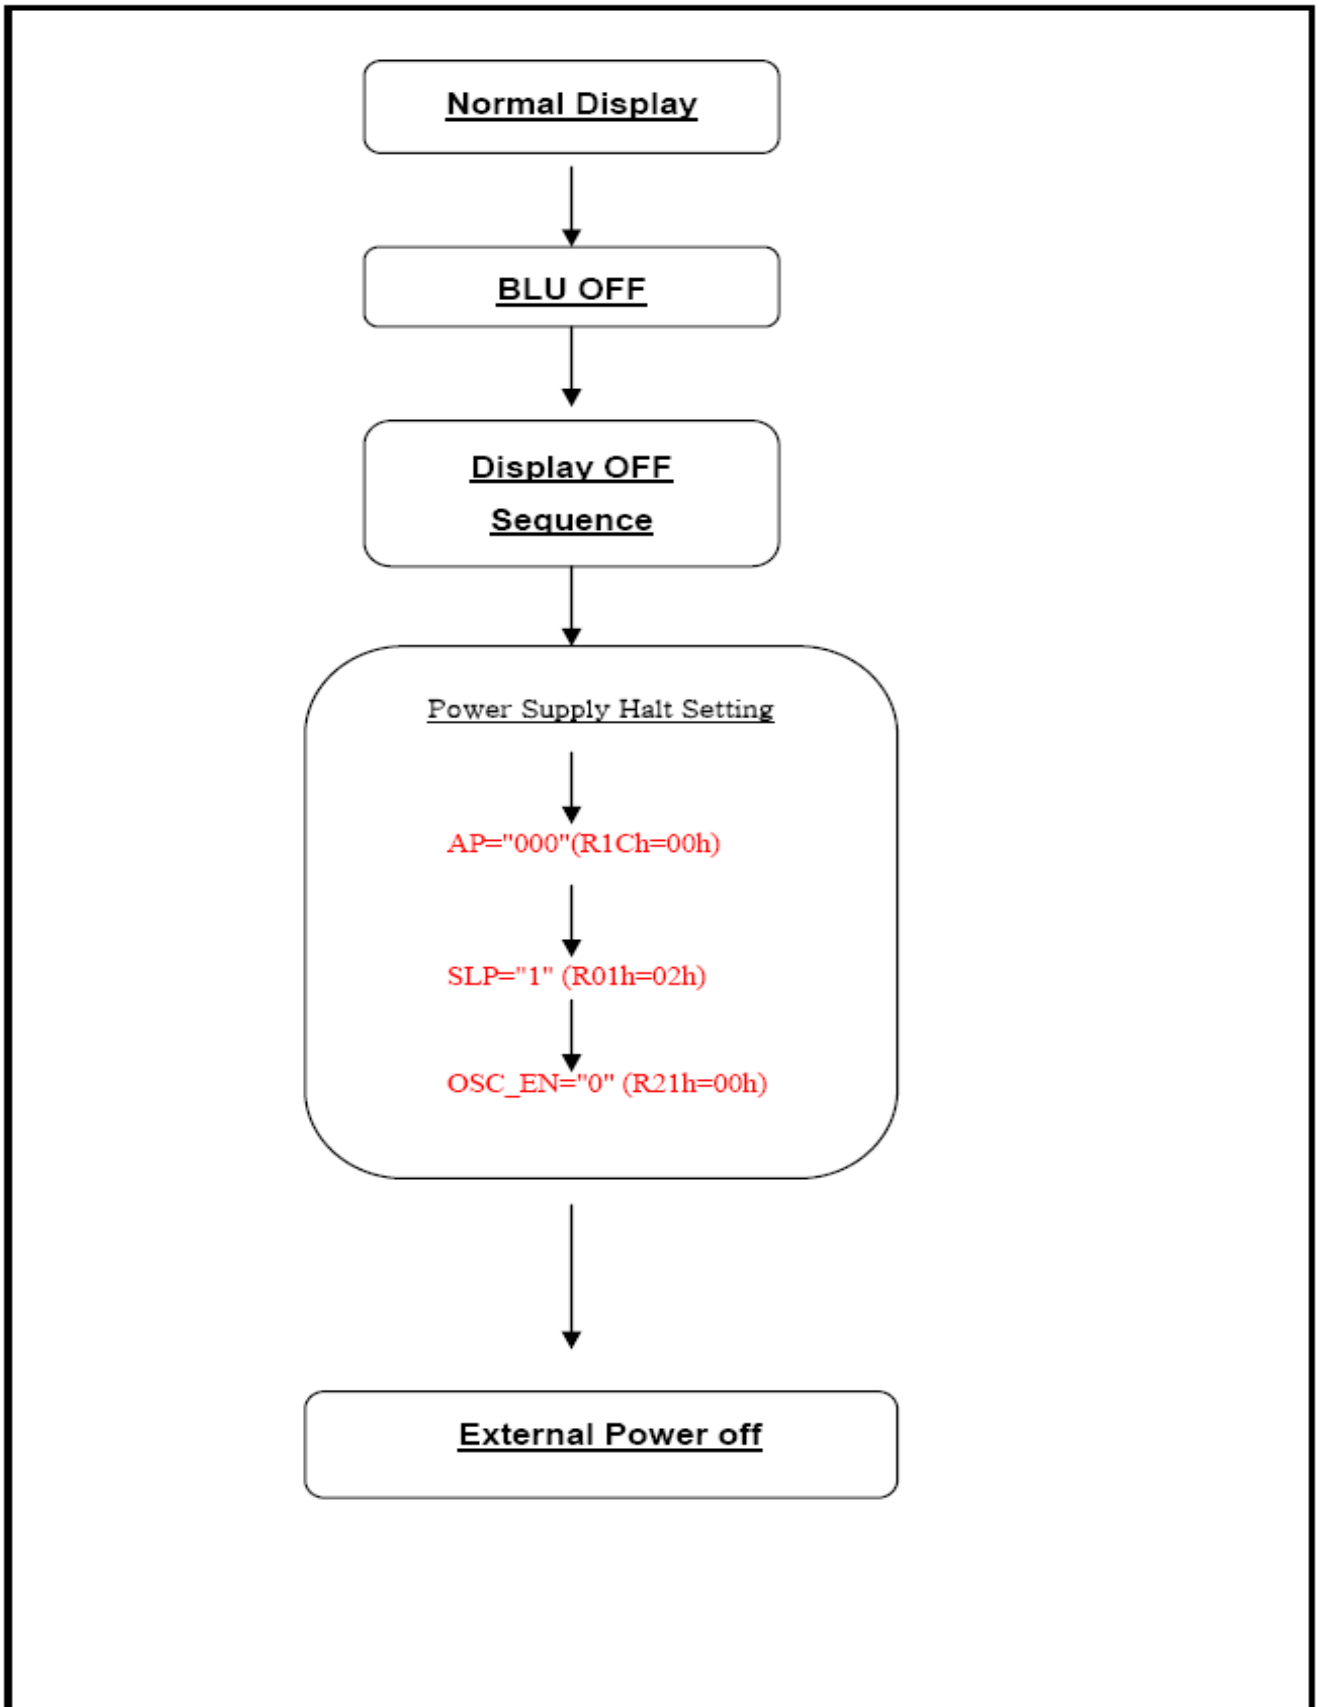 Normal Display
BLU OFF
Display OFF
Sequence
Power Supply Halt Setting
AP="000"(R1Ch=00h)
SLP="1" (R01h=02h)
OSC_EN="0" (R21h=00h)
External Power off